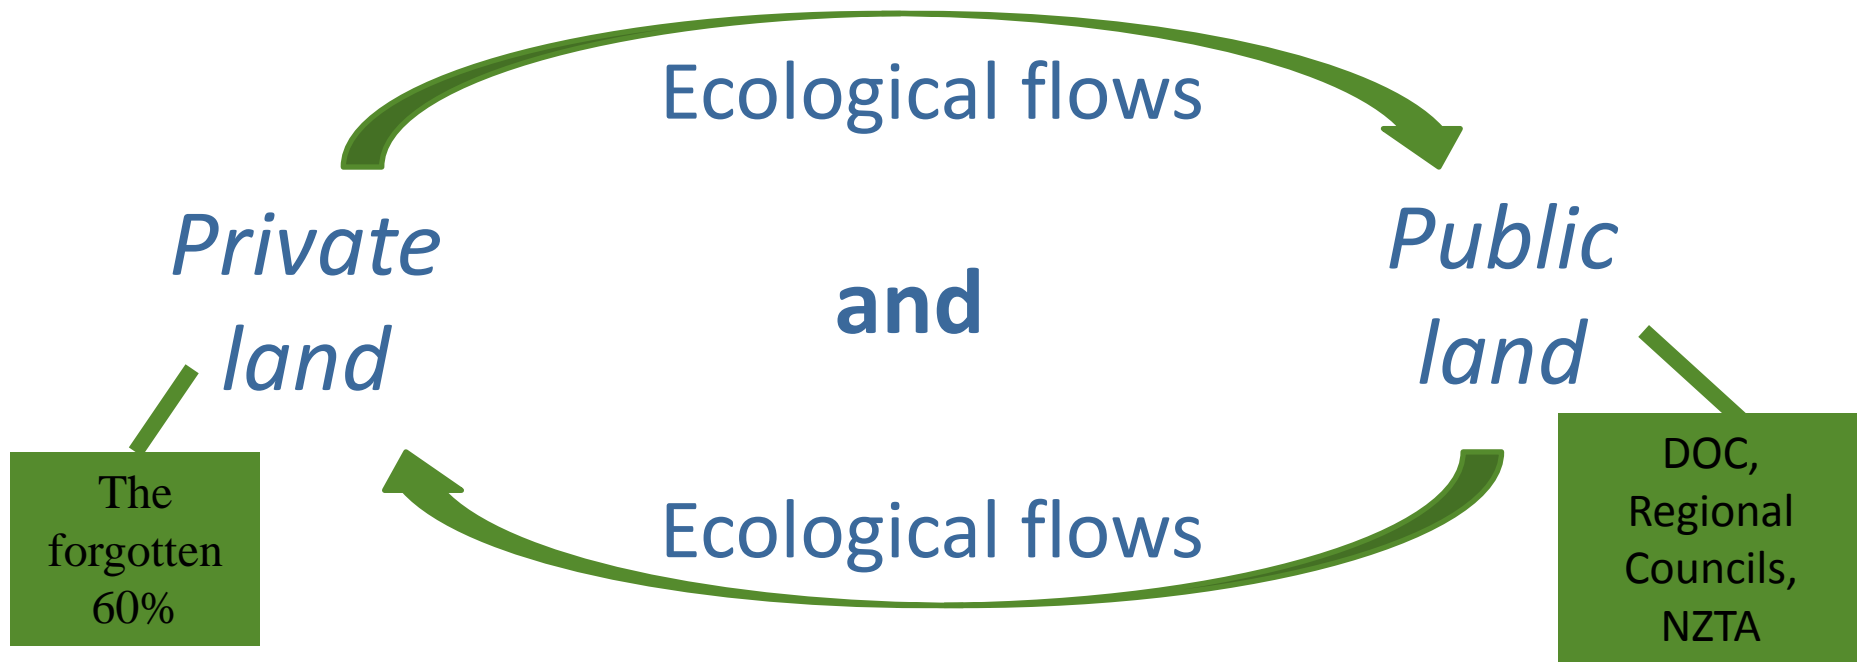 Ecological flows
Private
land
and
Public
land
The
forgotten
60%
Ecological flows
DOC,
Regional
Councils,
NZTA